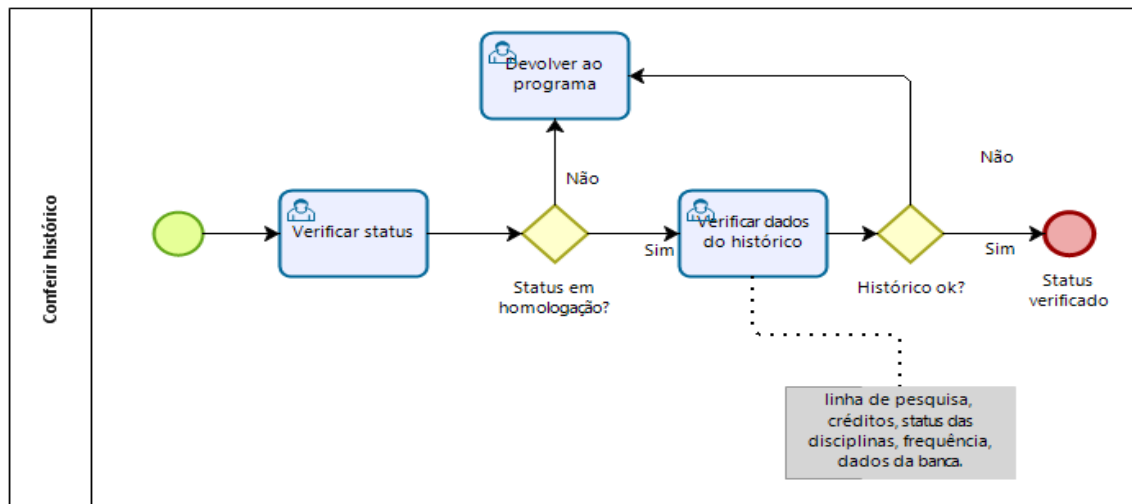 Conferir histórico
Devolver ao
programa
Não
Não
Verificar status
Verificar dados
do histórico
Sim
Sim
Status em
homologação?
Histórico ok?
Status
verificado
linha de pesquisa,
créditos, status das
disciplinas, frequência,
dados da banca.